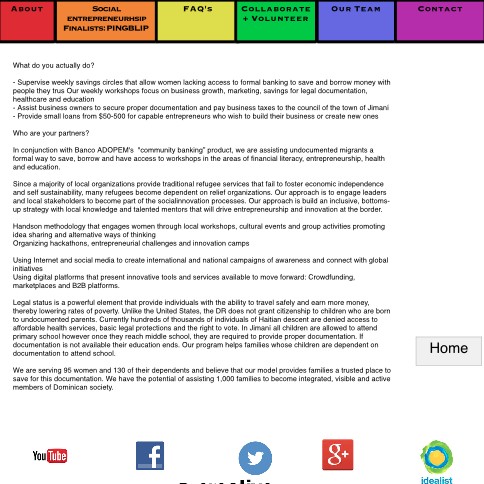 About
Social Entrepreneurhsip Finalists: PINGBLIP
FAQ's
Collaborate + Volunteer
Our Team
Contact
What do you actually do?
- Supervise weekly savings circles that allow women lacking access to formal banking to save and borrow money with
people they trus Our weekly workshops focus on business growth, marketing, savings for legal documentation,
healthcare and education
- Assist business owners to secure proper documentation and pay business taxes to the council of the town of Jimani
- Provide small loans from $50-500 for capable entrepreneurs who wish to build their business or create new ones
Who are your partners?
In conjunction with Banco ADOPEM's "community banking" product, we are assisting undocumented migrants a
formal way to save, borrow and have access to workshops in the areas of financial literacy, entrepreneurship, health
and education.
Since a majority of local organizations provide traditional refugee services that fail to foster economic independence
and self sustainability, many refugees become dependent on relief organizations. Our approach is to engage leaders
and local stakeholders to become part of the socialinnovation processes. Our approach is build an inclusive, bottoms-
up strategy with local knowledge and talented mentors that will drive entrepreneurship and innovation at the border.
Handson methodology that engages women through local workshops, cultural events and group activities promoting
idea sharing and alternative ways of thinking
Organizing hackathons, entrepreneurial challenges and innovation camps
Using Internet and social media to create international and national campaigns of awareness and connect with global
initiatives
Using digital platforms that present innovative tools and services available to move forward: Crowdfunding,
marketplaces and B2B platforms.
Legal status is a powerful element that provide individuals with the ability to travel safely and earn more money,
thereby lowering rates of poverty. Unlike the United States, the DR does not grant citizenship to children who are born
to undocumented parents. Currently hundreds of thousands of individuals of Haitian descent are denied access to
affordable health services, basic legal protections and the right to vote. In Jimani all children are allowed to attend
primary school however once they reach middle school, they are required to provide proper documentation. If
documentation is not available their education ends. Our program helps families whose children are dependent on
documentation to attend school.
Home
We are serving 95 women and 130 of their dependents and believe that our model provides families a trusted place to
save for this documentation. We have the potential of assisting 1,000 families to become integrated, visible and active
members of Dominican society.
YouTube
f
g+
idealist